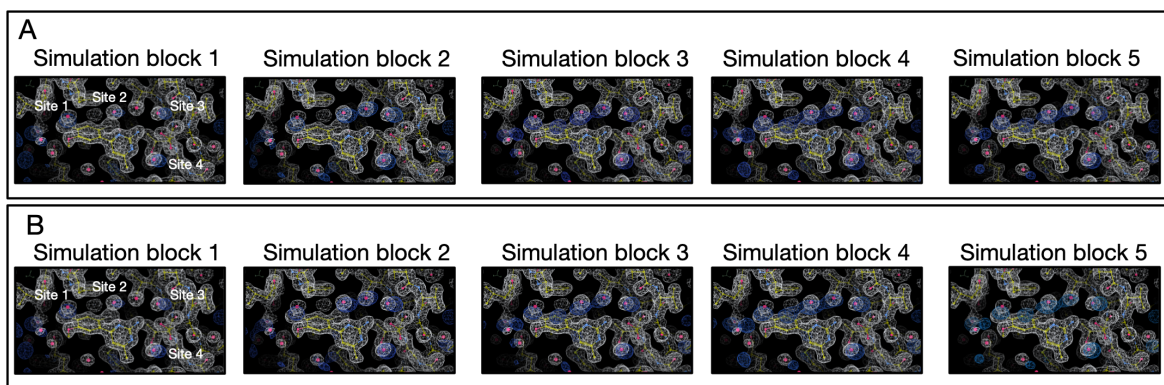 A
Simulation block 1 Simulation block 2 Simulation block 3 Simulation block 4 Simulation block 5
Site 1 Site 2 Site 3
Site 4
B
Simulation block 1 Simulation block 2 Simulation block 3 Simulation block 4 Simulation block 5
Site 1 Site 2 Site 3
Site 4